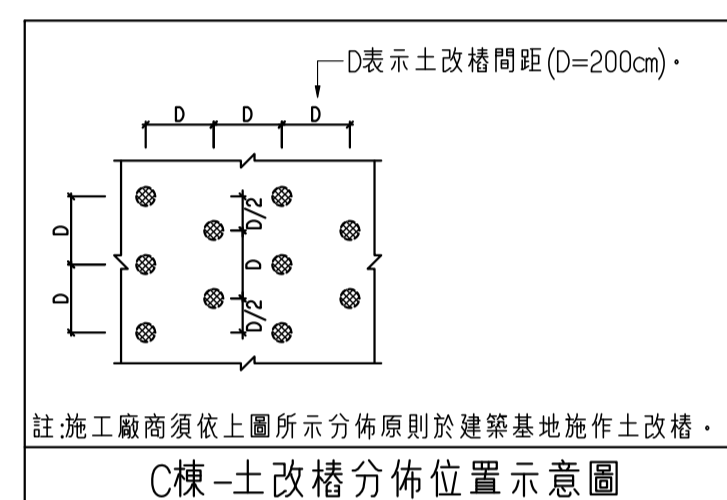 D表示土改樁間距(D=200cm)。
D D D
D/2
D D
D
D/2
註:施工廠商須依上圖所示分佈原則於建築基地施作土改樁。
C棟-土改樁分佈位置示意圖